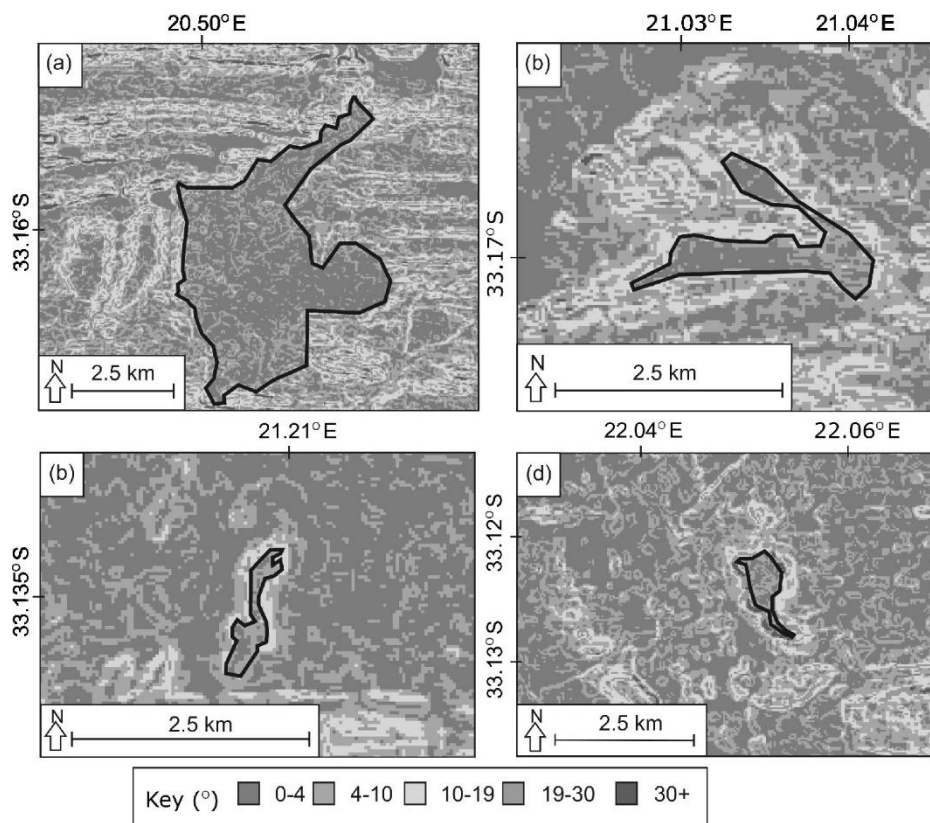 20.50°E
21.03°E 21.04°E
(a)
(b)
33.16°S
33.17°S
N
2.5 km
N
2.5 km
21.21°E
22.04°E 22.06°E
(b)
(d)
33.12°S
33.135°S
33.13°S
N
2.5 km
N
2.5 km
Key (°) 0-4 4-10 10-19 19-30 30+